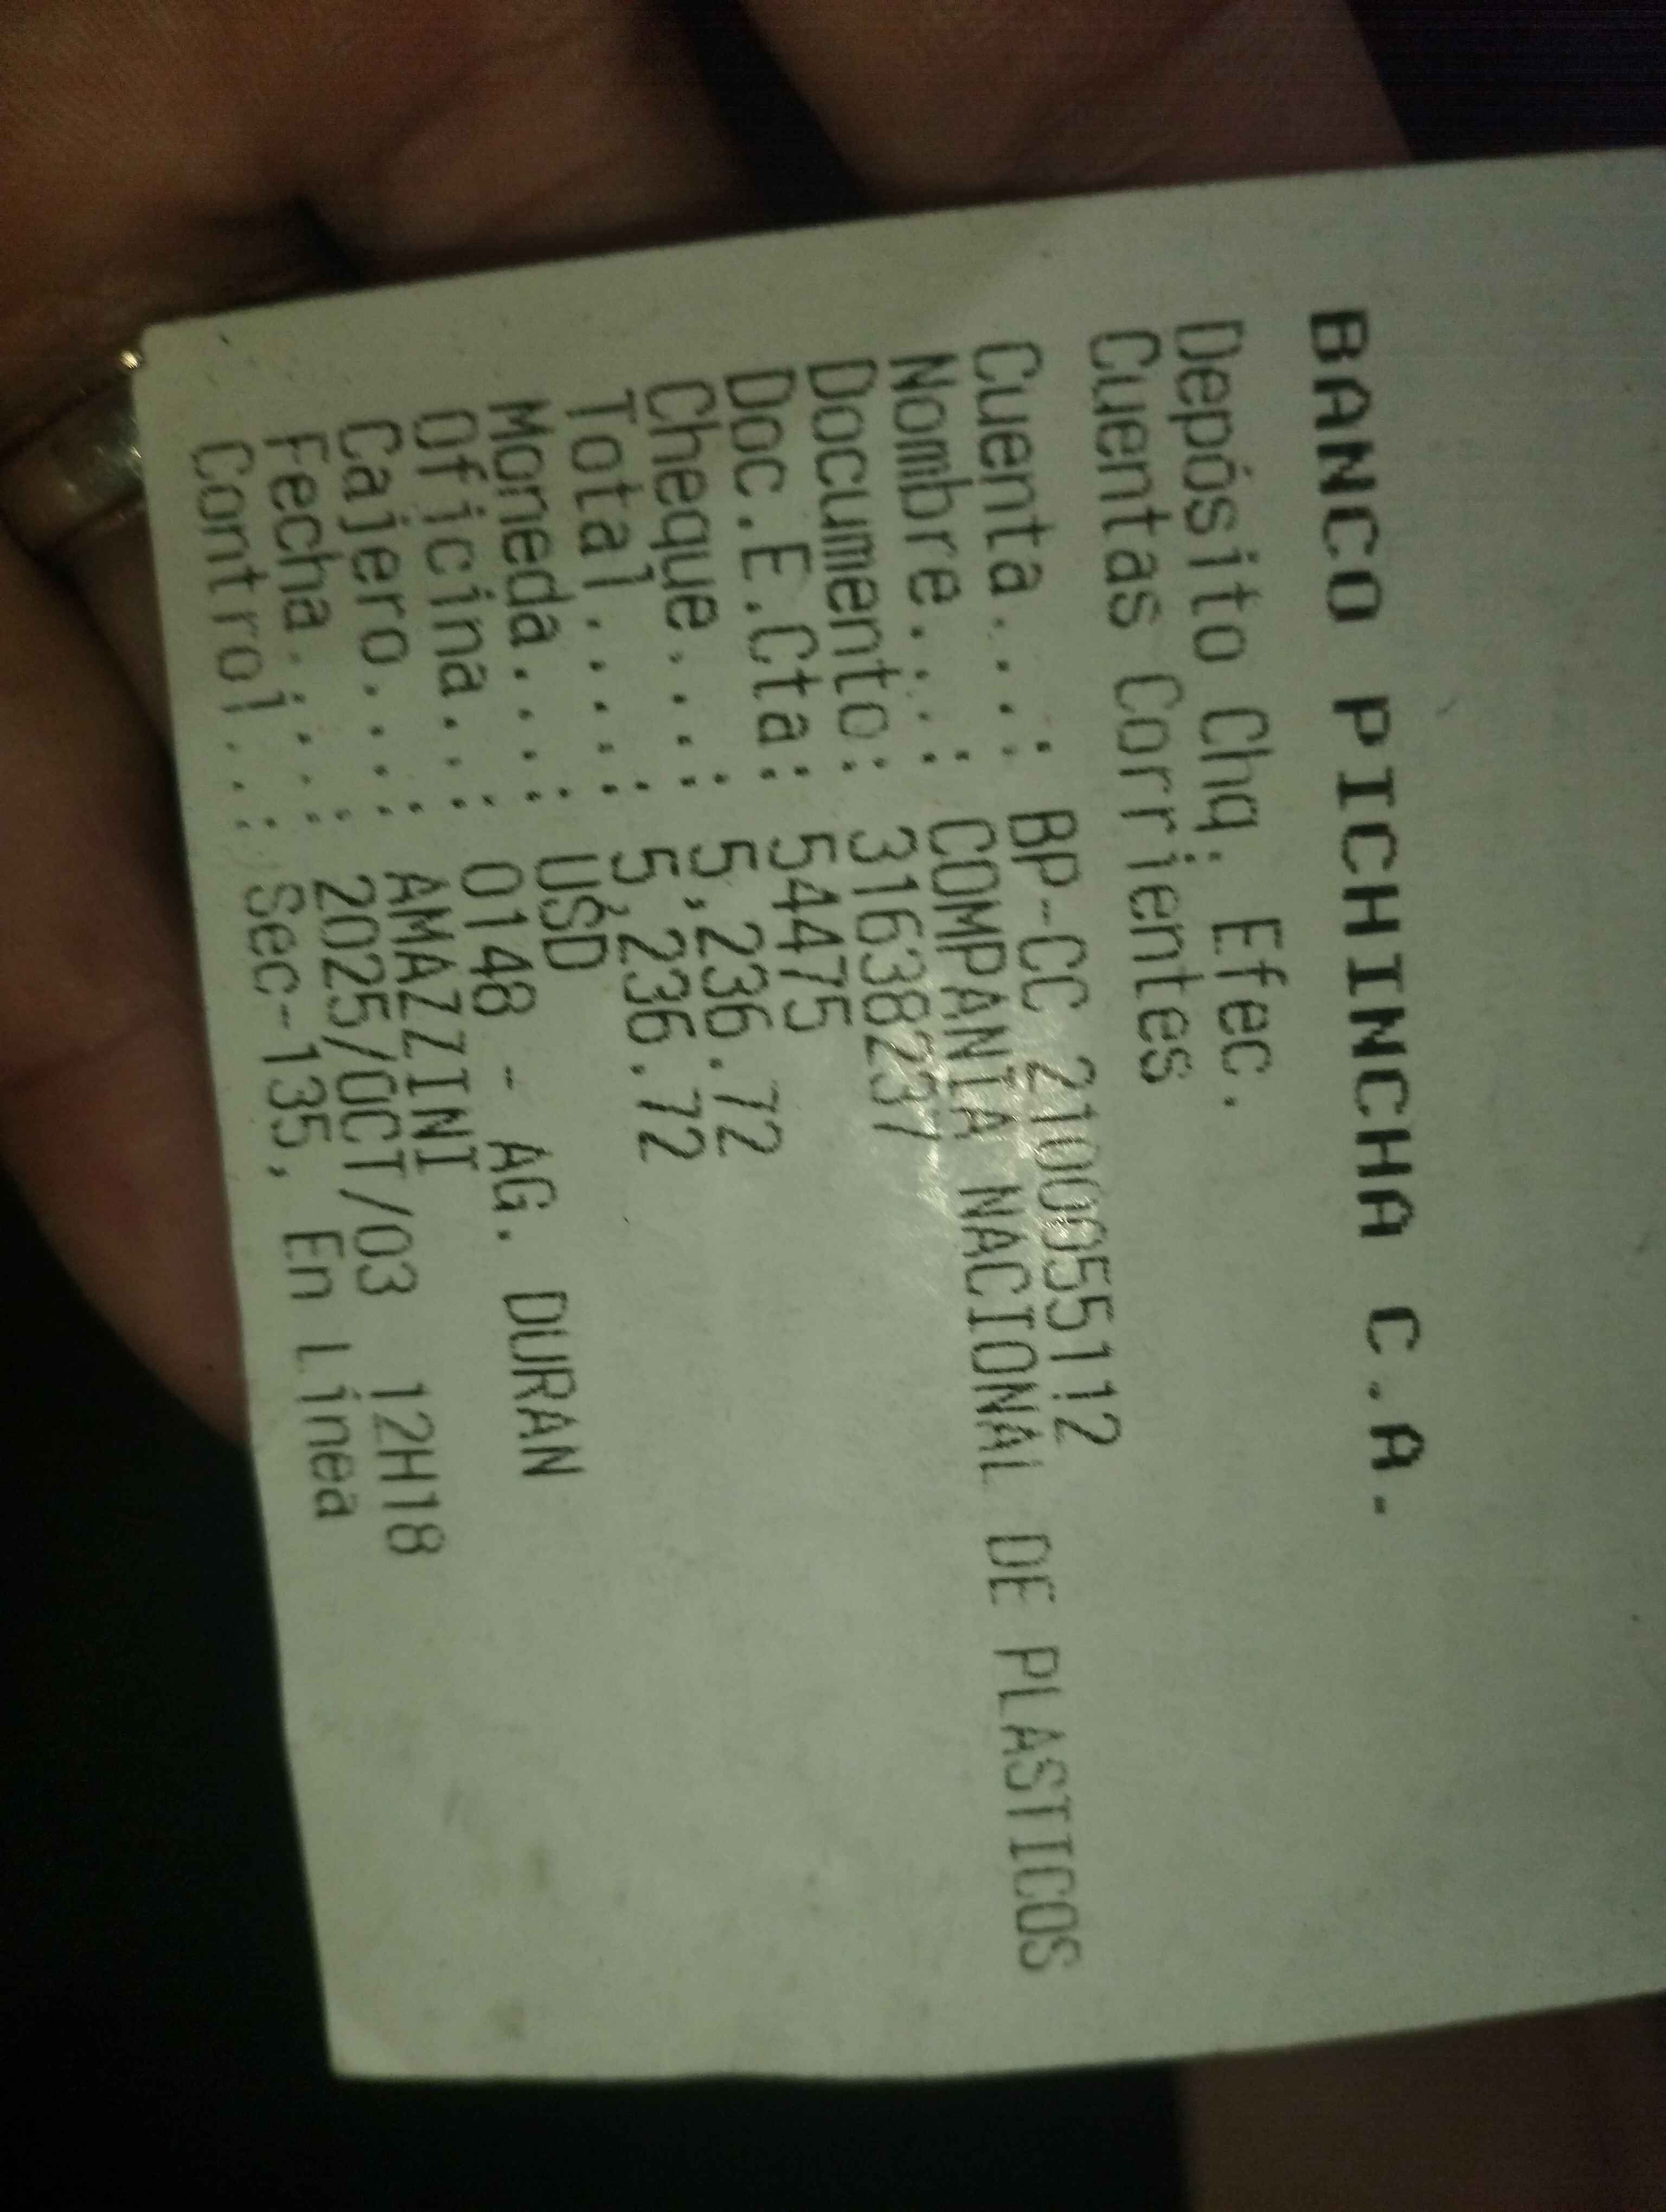 BANCO PICHINCHA C.A.
Depósito Chq. Efec.
Cuentas Corrientes
Cuenta....: BP-CC 2100055112
Nombre....: COMPANIA NACIONAL DE PLASTICOS
Documento: 31638237
Doc.E.Cta: 54475
Cheque....: 5,236.72
Total.....: 5,236.72
Moneda....: USD
Oficina...: 0148 - AG. DURAN
Cajero....: AMAZZINI
Fecha.....: 2025/OCT/03 12H18
Control...: Sec-135, En Línea